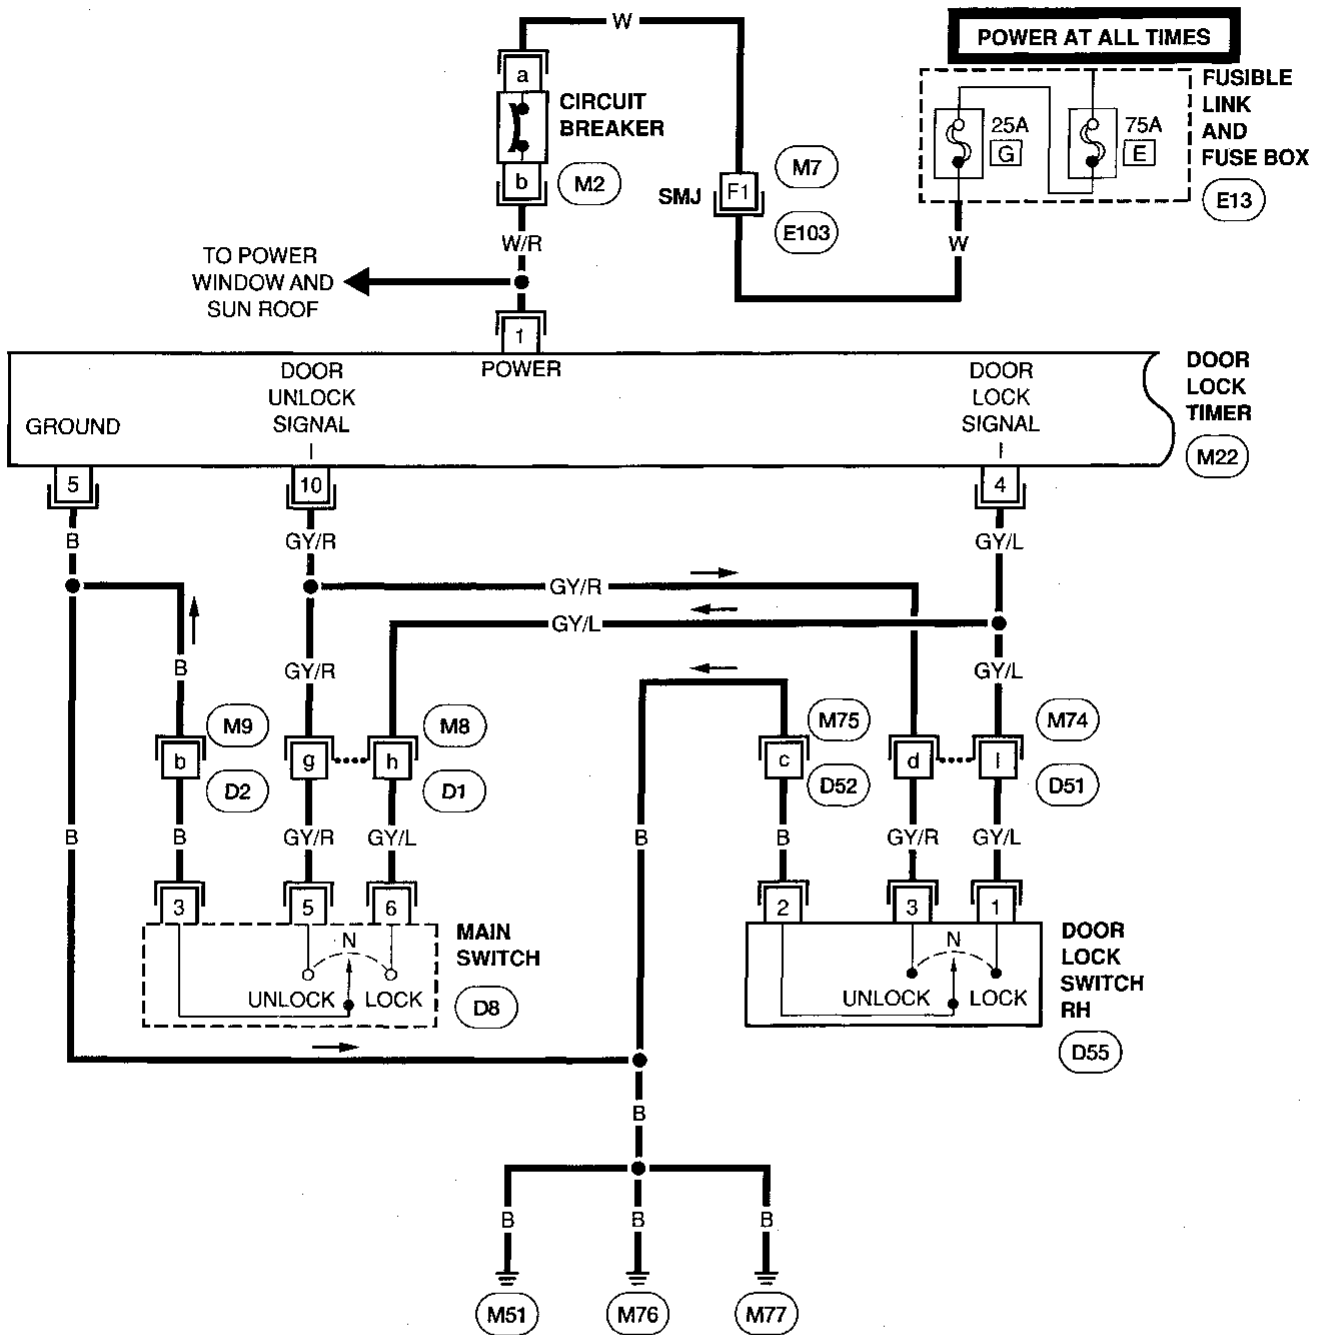 W
POWER AT ALL TIMES
a
CIRCUIT
BREAKER
b
M2
SMJ
F1
M7
E103
25A
G
75A
E
FUSIBLE
LINK
AND
FUSE BOX
E13
W
W/R
TO POWER
WINDOW AND
SUN ROOF
1
POWER
DOOR
UNLOCK
SIGNAL
GROUND
DOOR
LOCK
SIGNAL
DOOR
LOCK
TIMER
M22
5
10
4
B
GY/R
GY/L
GY/R
GY/L
B
GY/R
GY/L
M9
M8
M75
M74
b
g
h
c
d
I
D2
D1
D52
D51
B
B
GY/R
GY/L
B
B
GY/R
GY/L
3
5
6
2
3
1
N
UNLOCK
LOCK
MAIN
SWITCH
D8
N
UNLOCK
LOCK
DOOR
LOCK
SWITCH
RH
D55
B
B
B
B
M51
M76
M77